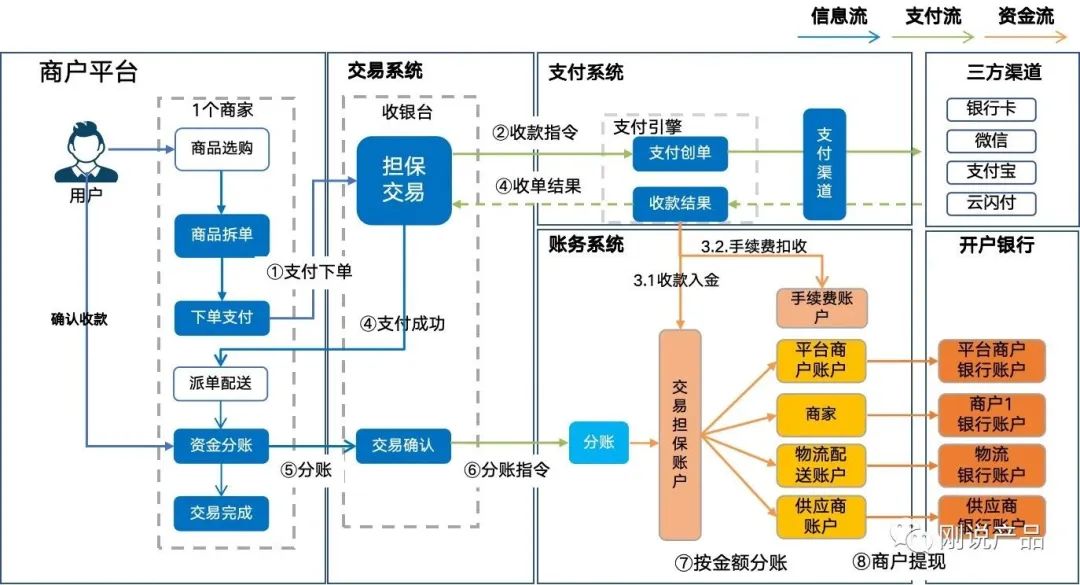 信息流
支付流
资金流
商户平台
1个商家
用户
商品选购
商品拆单
①支付下单
下单支付
确认收款
派单配送
资金分账
⑤分账
交易完成
交易系统
收银台
担保
交易
④支付成功
交易确认
⑥分账指令
支付系统
②收款指令
支付引擎
支付创单
④收单结果
收款结果
支付渠道
三方渠道
银行卡
微信
支付宝
云闪付
账务系统
3.2.手续费扣收
3.1收款入金
手续费账
户
分账
交易担保账户
平台商
户账户
商家
物流配
送账户
供应商
账户
⑦按金额分账
⑧商户提现
开户银行
平台商户
银行账户
商户1
银行账户
物流
银行账户
供应商
银行账户
刚说产品